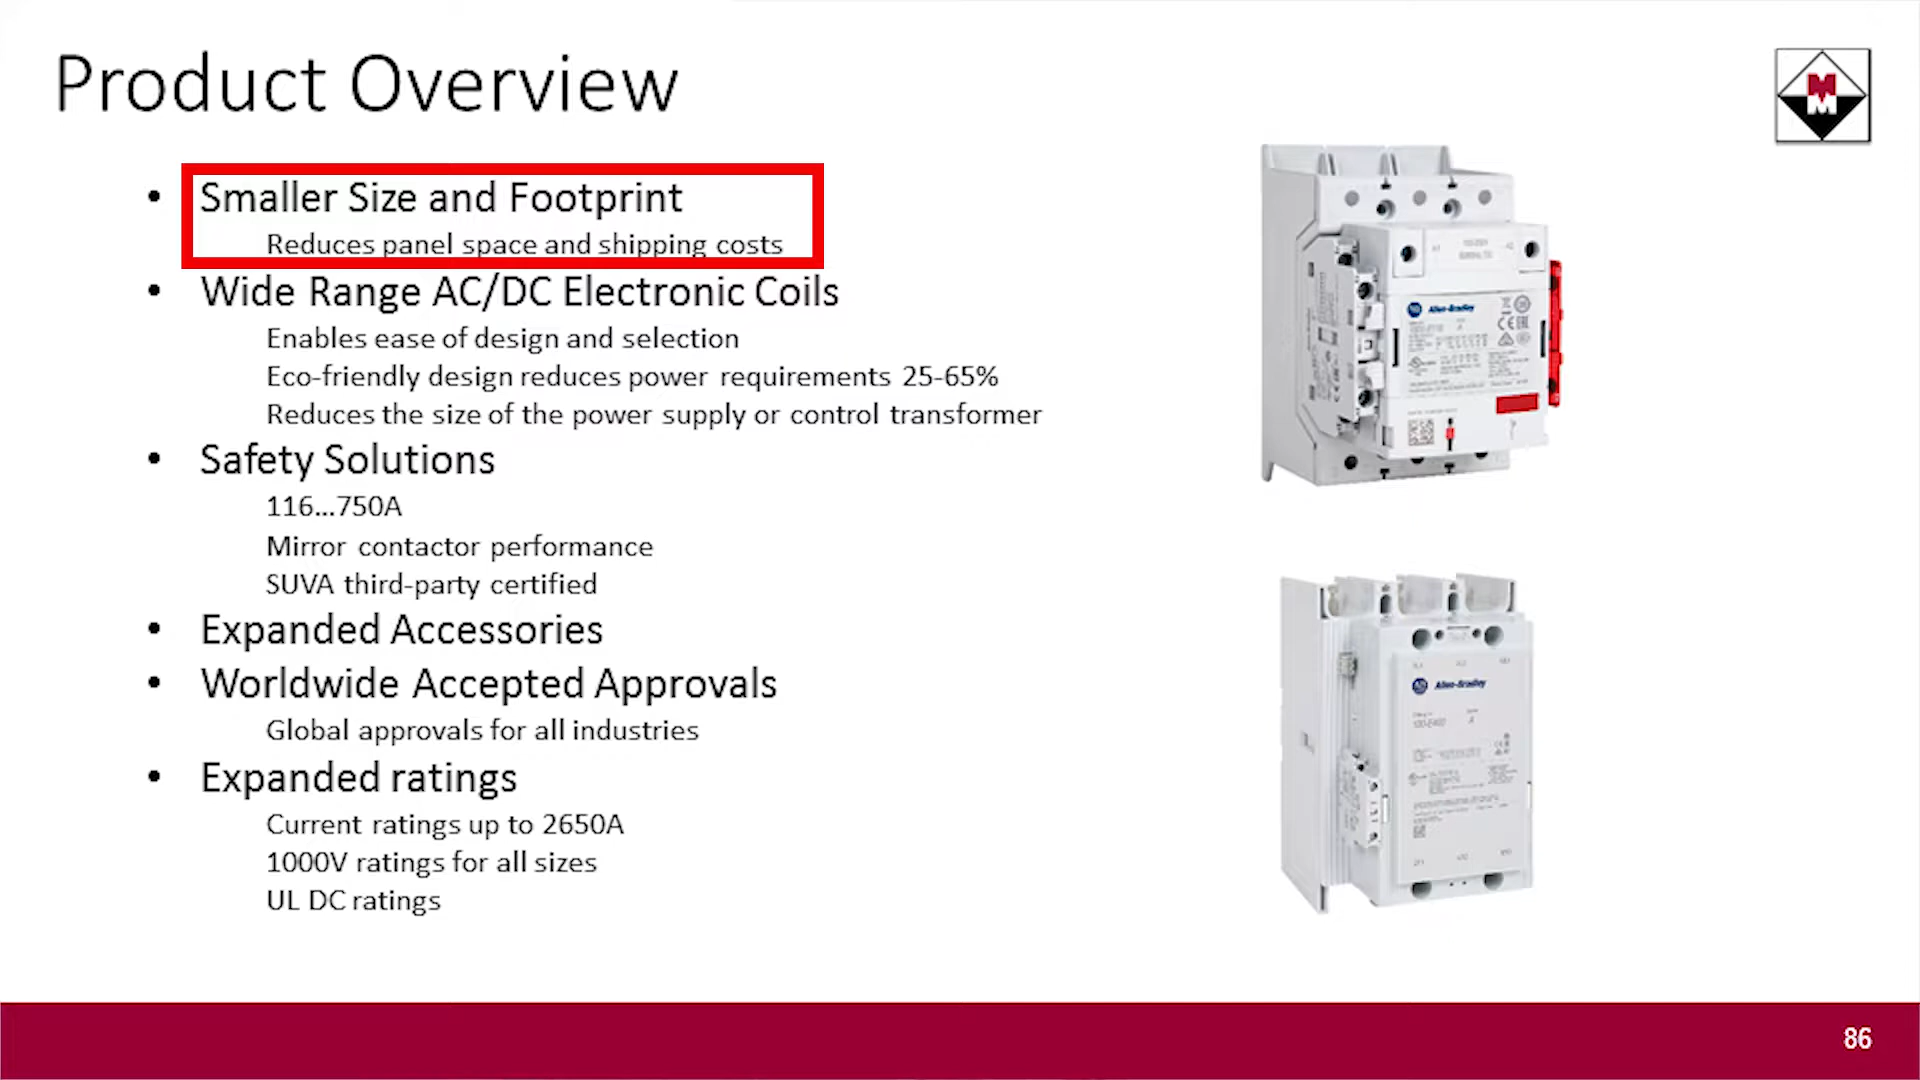 Product Overview
M
M
• Smaller Size and Footprint
Reduces panel space and shipping costs
• Wide Range AC/DC Electronic Coils
Enables ease of design and selection
Eco-friendly design reduces power requirements 25-65%
Reduces the size of the power supply or control transformer
• Safety Solutions
116...750A
Mirror contactor performance
SUVA third-party certified
• Expanded Accessories
• Worldwide Accepted Approvals
Global approvals for all industries
• Expanded ratings
Current ratings up to 2650A
1000V ratings for all sizes
UL DC ratings
Allen-Bradley
Allen-Bradley
86